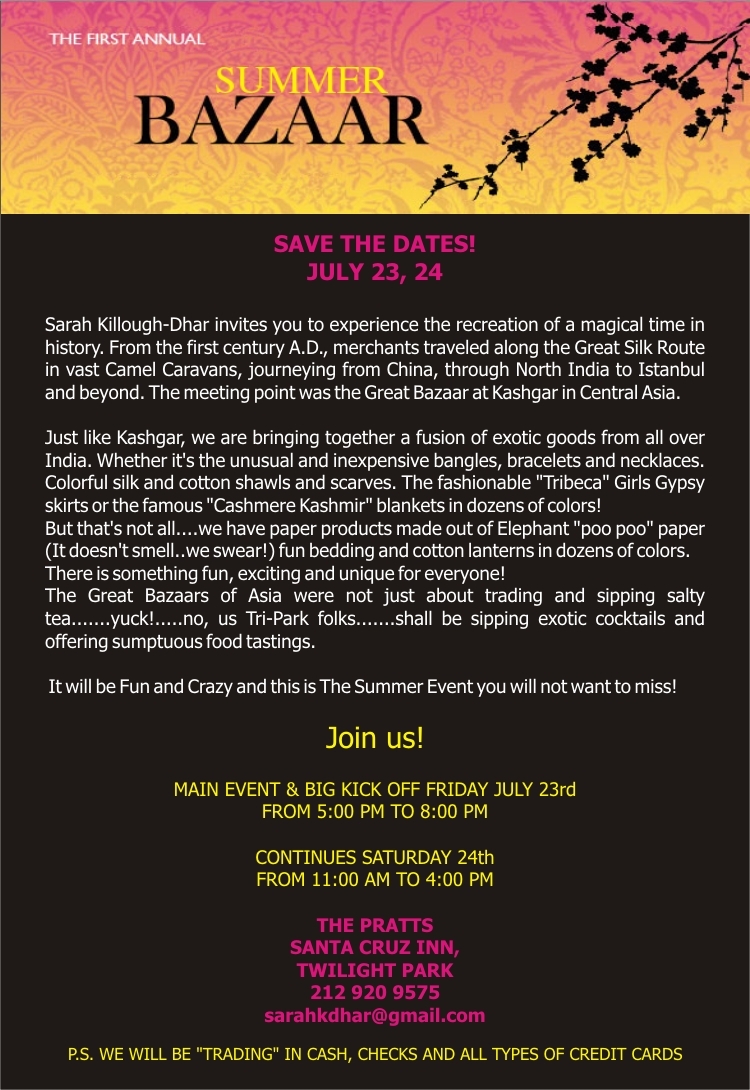 THE FIRST ANNUAL
SUMMER
BAZAAR
SAVE THE DATES!
JULY 23, 24
Sarah Killough-Dhar invites you to experience the recreation of a magical time in
history. From the first century A.D., merchants traveled along the Great Silk Route
in vast Camel Caravans, journeying from China, through North India to Istanbul
and beyond. The meeting point was the Great Bazaar at Kashgar in Central Asia.
Just like Kashgar, we are bringing together a fusion of exotic goods from all over
India. Whether it's the unusual and inexpensive bangles, bracelets and necklaces.
Colorful silk and cotton shawls and scarves. The fashionable "Tribeca" Girls Gypsy
skirts or the famous "Cashmere Kashmir" blankets in dozens of colors!
But that's not all....we have paper products made out of Elephant "poo poo" paper
(It doesn't smell..we swear!) fun bedding and cotton lanterns in dozens of colors.
There is something fun, exciting and unique for everyone!
The Great Bazaars of Asia were not just about trading and sipping salty
tea.......yuck!.....no, us Tri-Park folks.......shall be sipping exotic cocktails and
offering sumptuous food tastings.
It will be Fun and Crazy and this is The Summer Event you will not want to miss!
Join us!
MAIN EVENT & BIG KICK OFF FRIDAY JULY 23rd
FROM 5:00 PM TO 8:00 PM
CONTINUES SATURDAY 24th
FROM 11:00 AM TO 4:00 PM
THE PRATTS
SANTA CRUZ INN,
TWILIGHT PARK
212 920 9575
sarahkdhar@gmail.com
P.S. WE WILL BE "TRADING" IN CASH, CHECKS AND ALL TYPES OF CREDIT CARDS